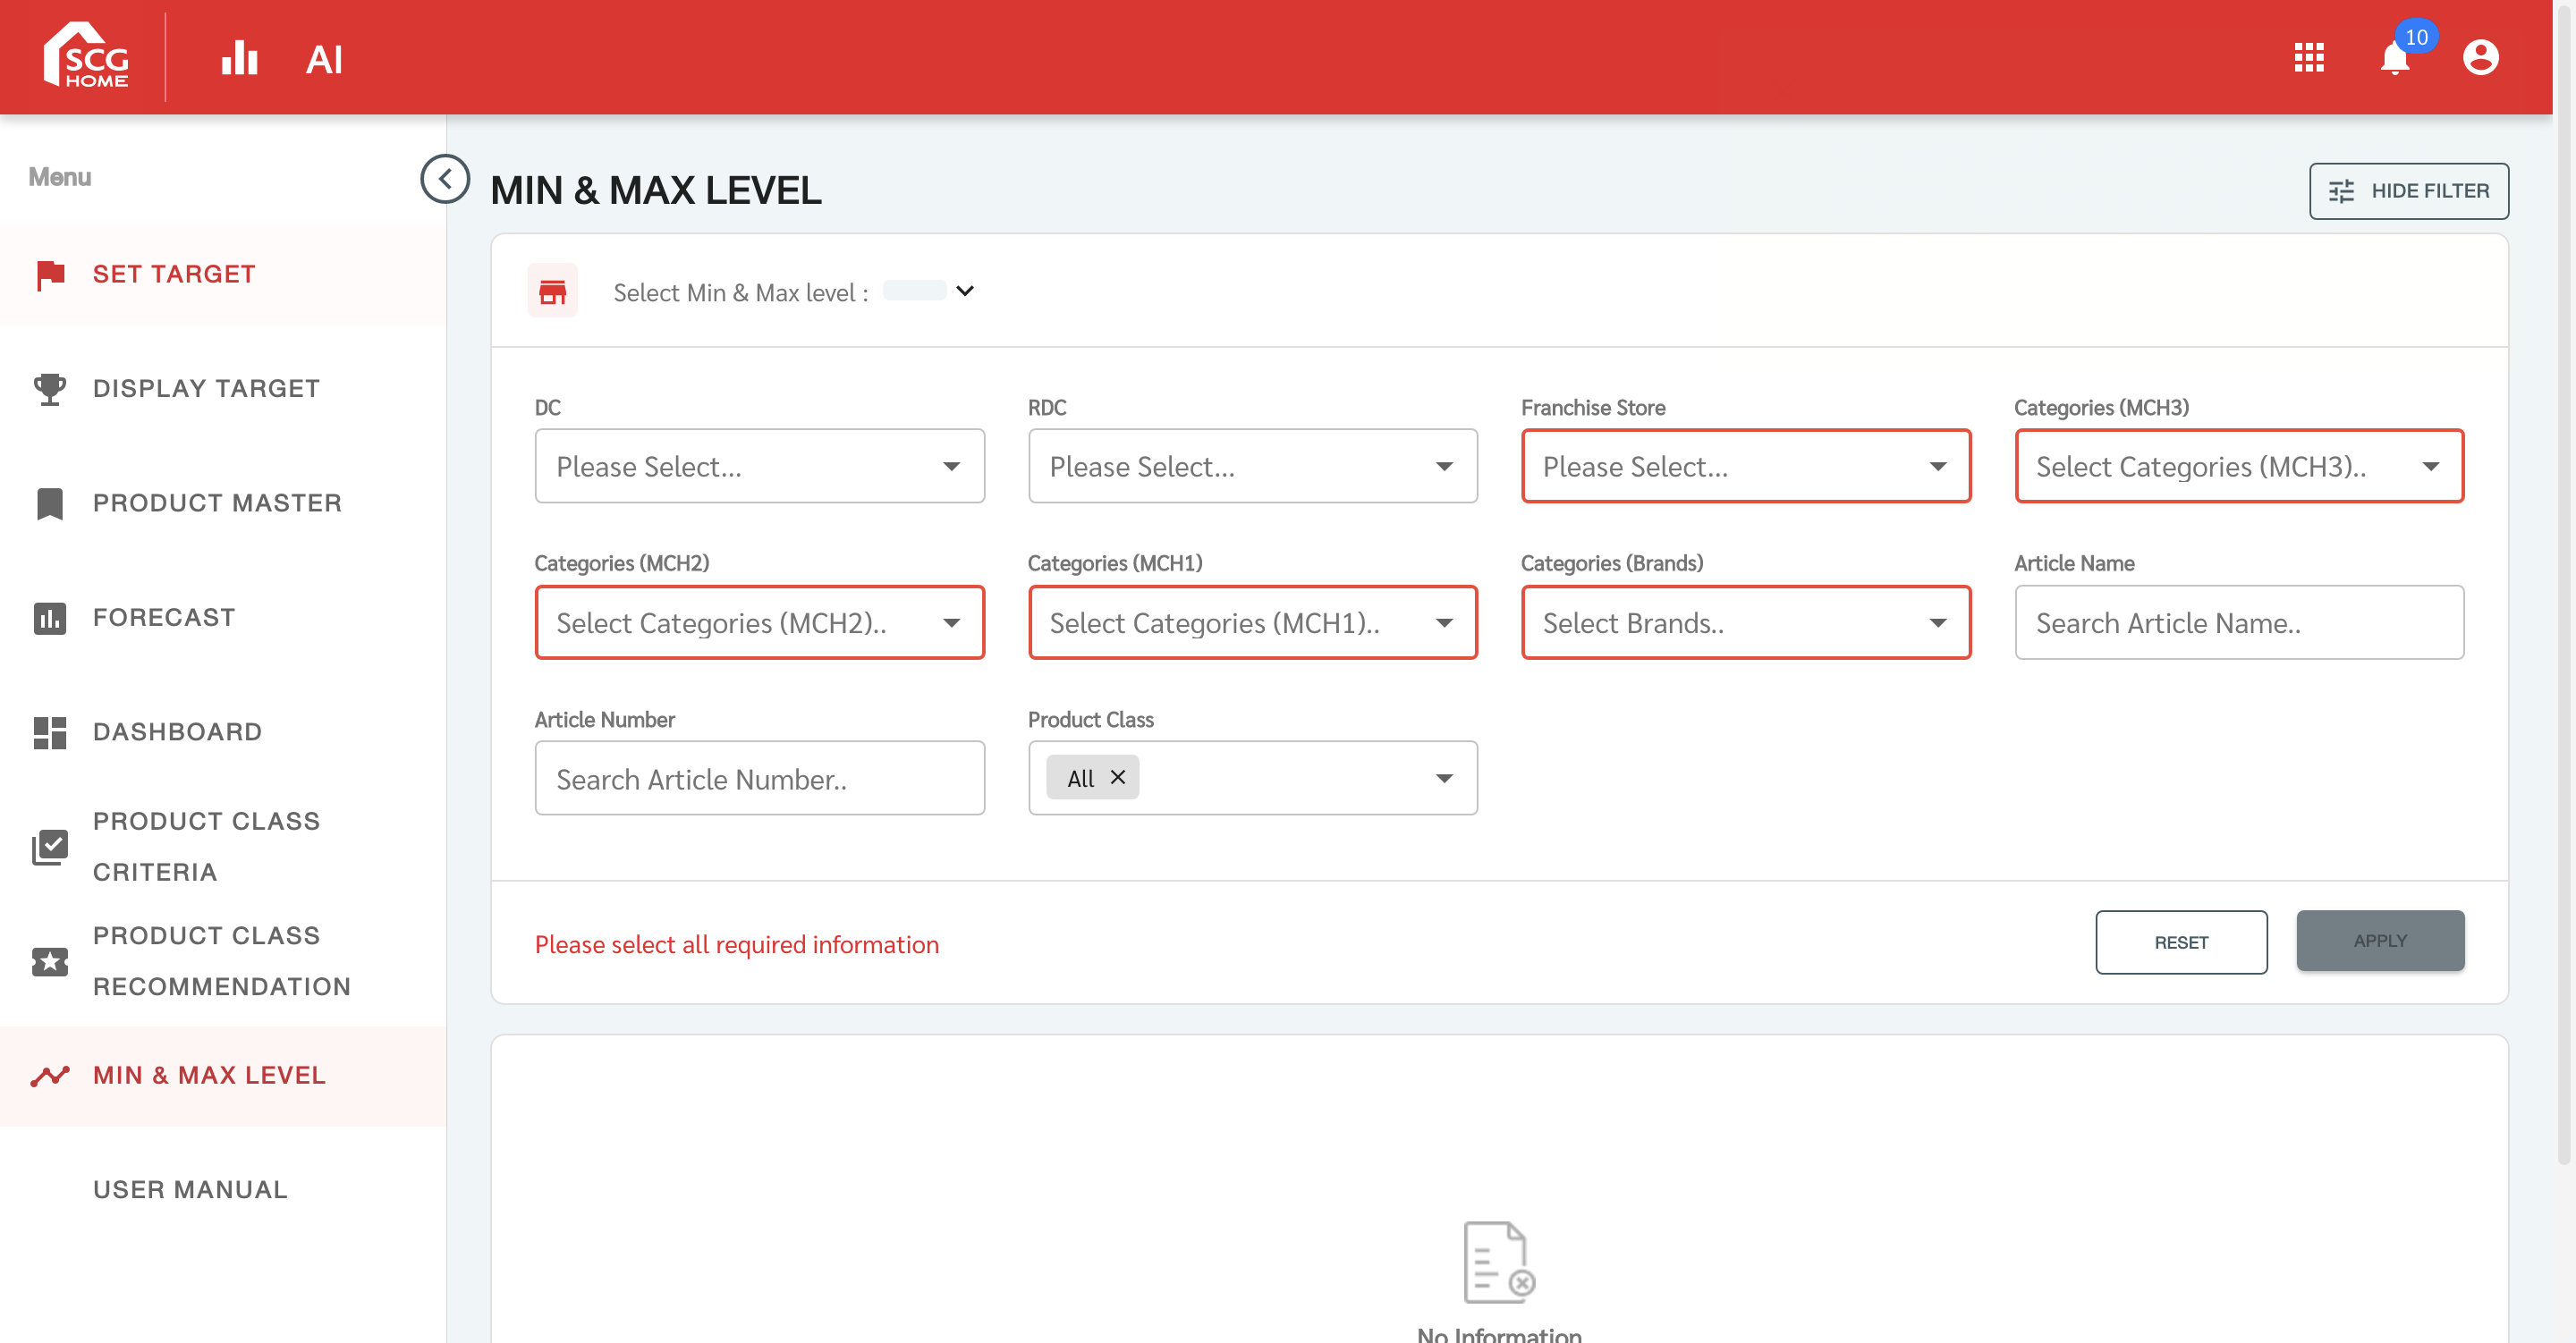 SCG
HOME
AI
10
Menu
MIN & MAX LEVEL
HIDE FILTER
SET TARGET
DISPLAY TARGET
PRODUCT MASTER
FORECAST
DASHBOARD
PRODUCT CLASS
CRITERIA
PRODUCT CLASS
RECOMMENDATION
MIN & MAX LEVEL
USER MANUAL
Select Min & Max level :
DC
RDC
Franchise Store
Categories (MCH3)
Please Select...
Please Select...
Please Select...
Select Categories (MCH3)..
Categories (MCH2)
Categories (MCH1)
Categories (Brands)
Article Name
Select Categories (MCH2)..
Select Categories (MCH1)..
Select Brands..
Search Article Name..
Article Number
Product Class
Search Article Number..
All
Please select all required information
RESET
APPLY
No Information